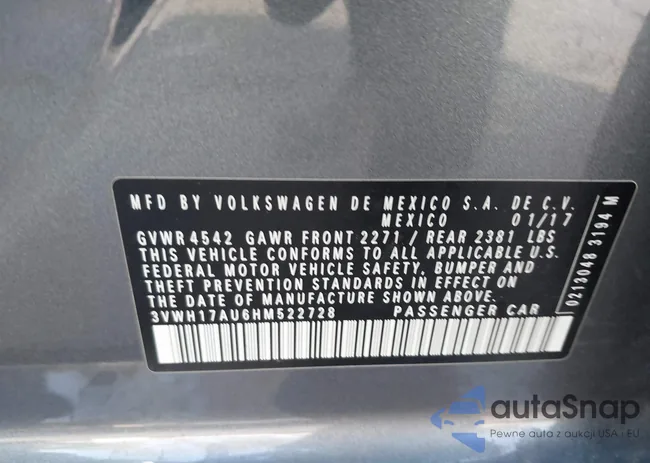 MFD BY VOLKSWAGEN DE MEXICO S.A. DE C.V.
MEXICO 01/17
GVWR 4542 GAWR FRONT 2271 / REAR 2381 LBS
THIS VEHICLE CONFORMS TO ALL APPLICABLE U.S.
FEDERAL MOTOR VEHICLE SAFETY, BUMPER AND
THEFT PREVENTION STANDARDS IN EFFECT ON
THE DATE OF MANUFACTURE SHOWN ABOVE.
3VWH17AU6HM522728 PASSENGER CAR
0213048 3194 M
autaSnap
Pewne auta z aukcji USA i EU